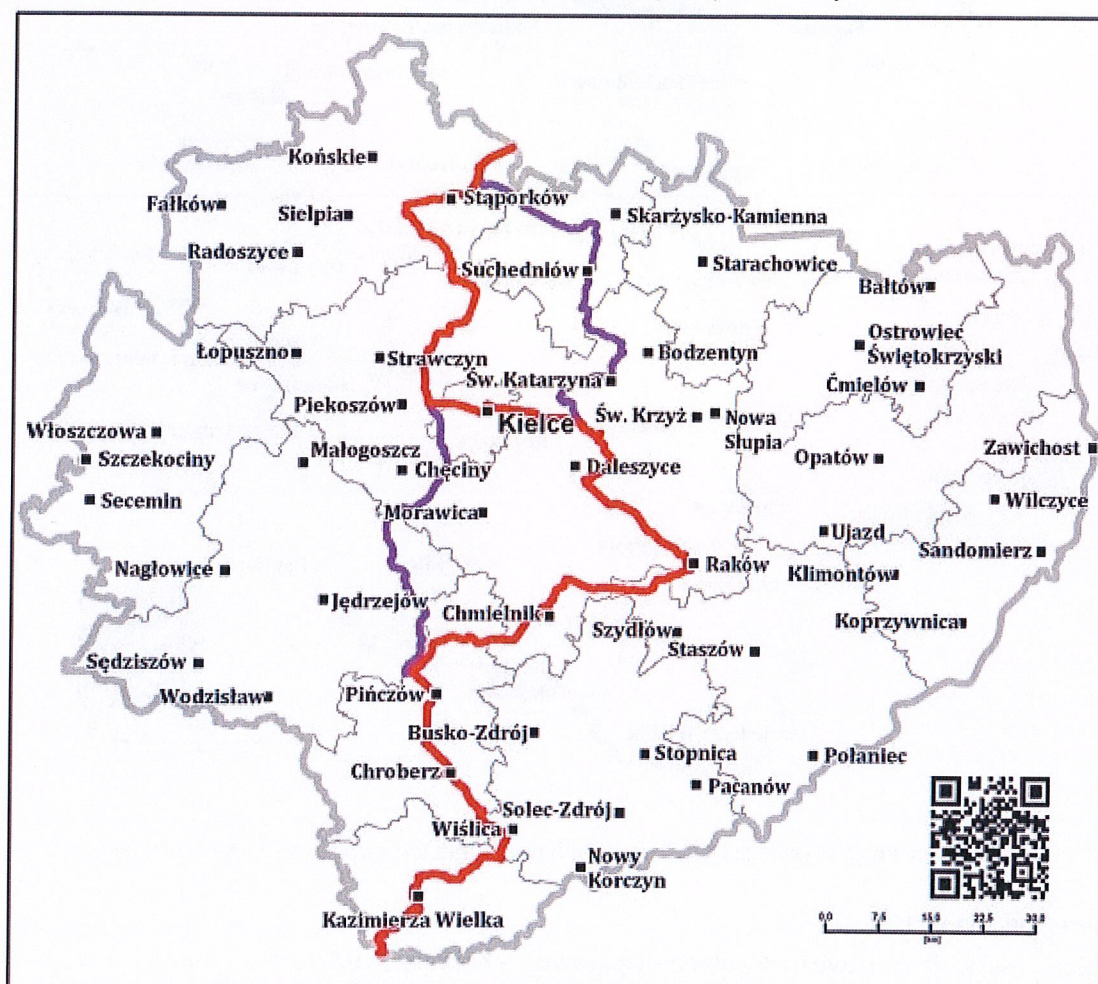 Końskie
Stąporków
Fałków
Sielpia
Skarżysko-Kamienna
Radoszyce
Suchedniów
Starachowice
Bałtów
Łopuszno
Strawczyn
Bodzentyn
Ostrowiec
Świętokrzyski
Św. Katarzyna
Ćmielów
Piekoszów
Kielce
Św. Krzyż
Nowa
Słupia
Włoszczowa
Szczekociny
Małogoszcz
Chęciny
Daleszyce
Opatów
Zawichost
Secemin
Morawica
Wilczyce
Ujazd
Sandomierz
Nagłowice
Raków
Klimontów
Jędrzejów
Chmielnik
Szydłów
Koprzywnica
Staszów
Sędziszów
Wodzisław
Pińczów
Busko-Zdrój
Stopnica
Połaniec
Chroberz
Pacanów
Solec-Zdrój
Wiślica
Nowy
Korczyn
Kazimierza Wielka
0,0 7,5 15,0 22,5 30,0
[km]